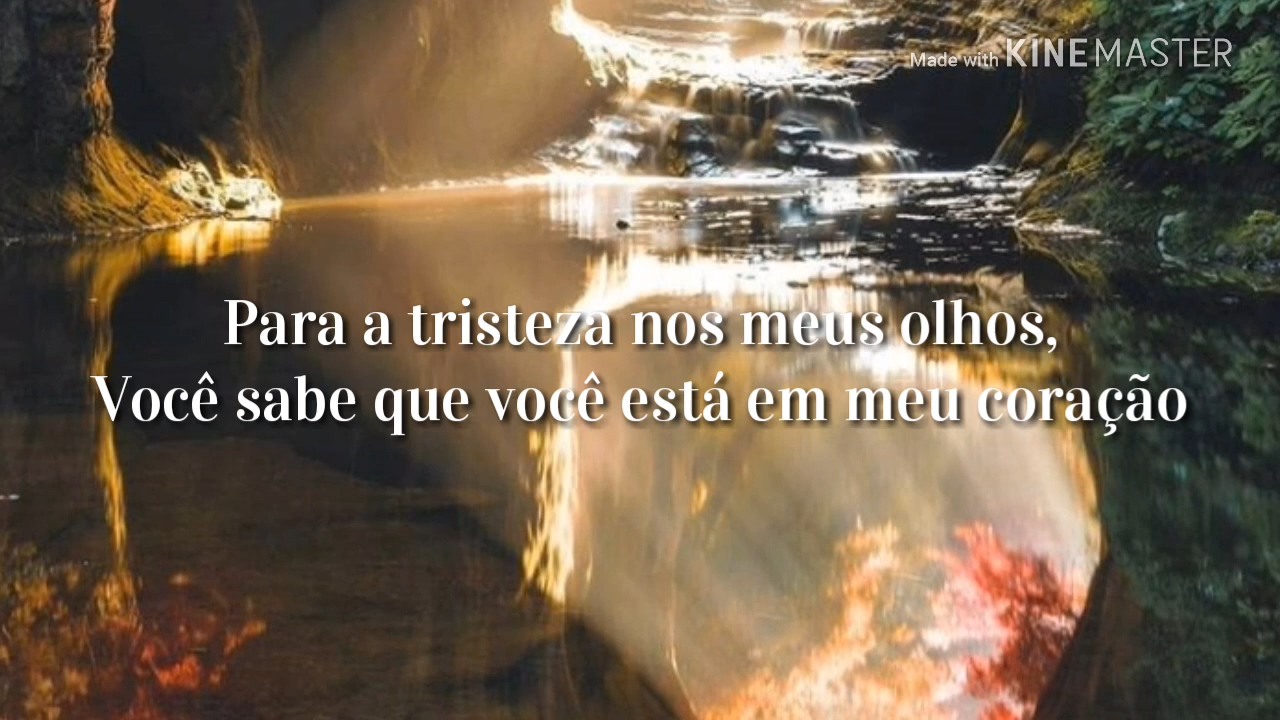 Made with KINEMASTER
Para a tristeza nos meus olhos,
Você sabe que você está em meu coração